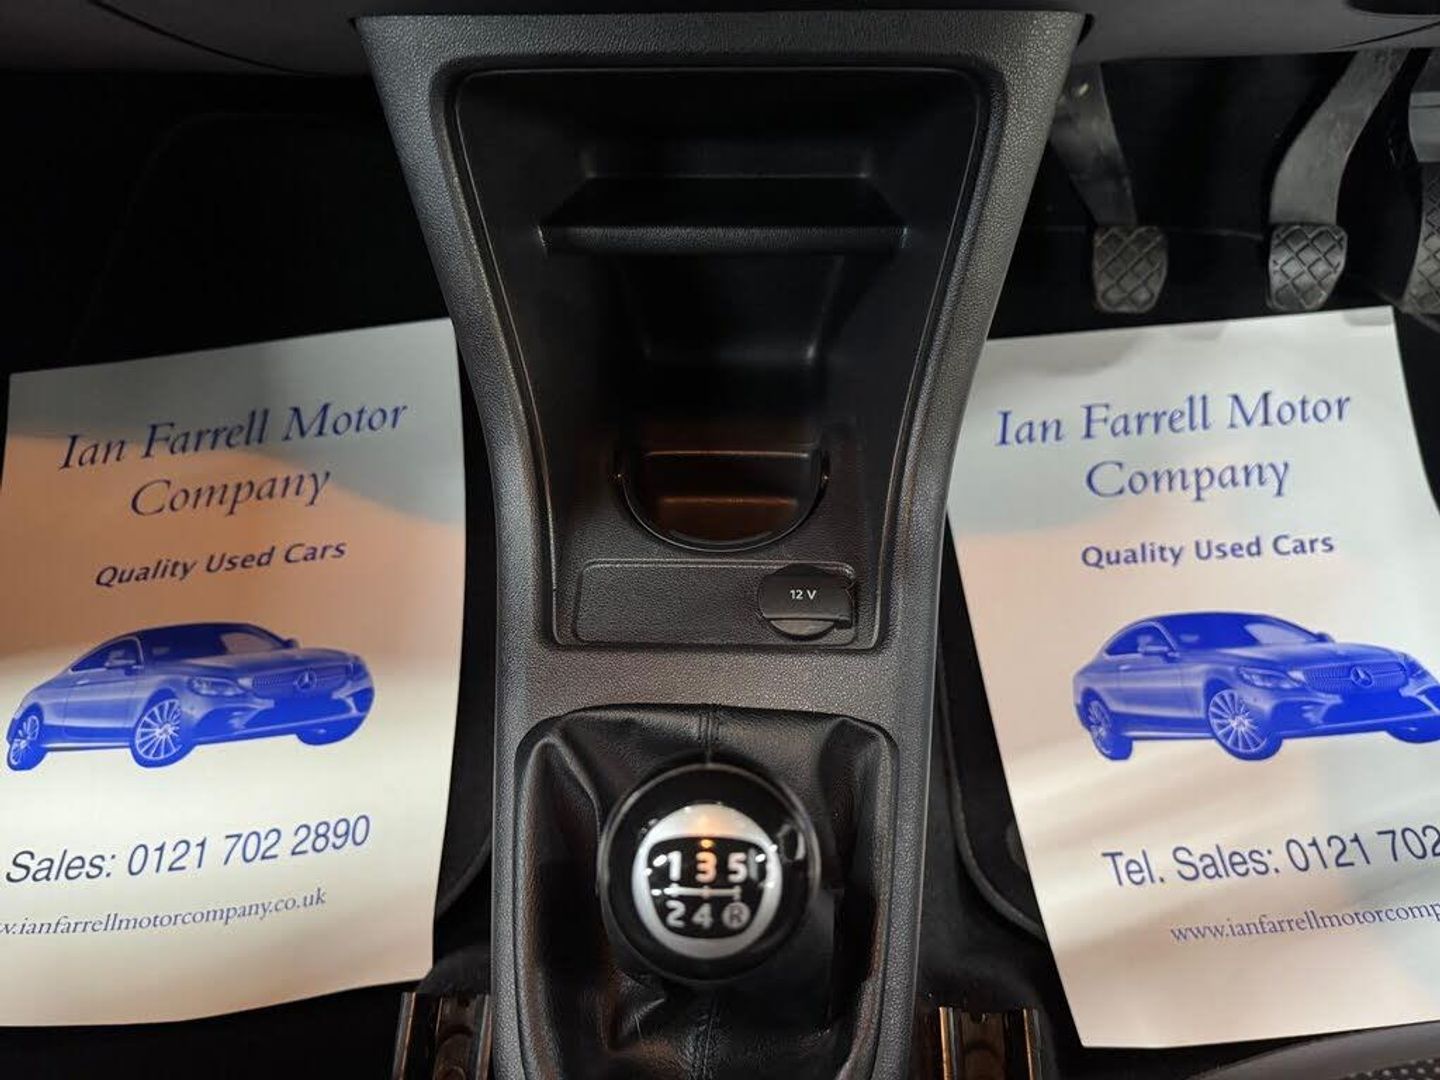 Ian Farrell Motor
Company
Quality Used Cars
Sales: 0121 702 2890
.ianfarrellmotorcompany.co.uk
12 V
1 3 5
2 4 R
Ian Farrell Motor
Company
Quality Used Cars
Tel. Sales: 0121 702
www.ianfarrellmotorcomp